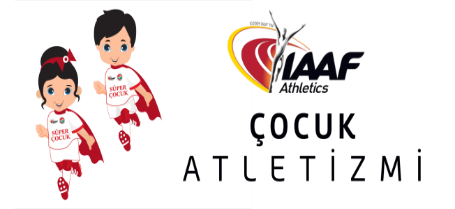 IAAF
Athletics
ÇOCUK
ATLETİZMİ
SÜPER
ÇOCUK
SÜPER
ÇOCUK